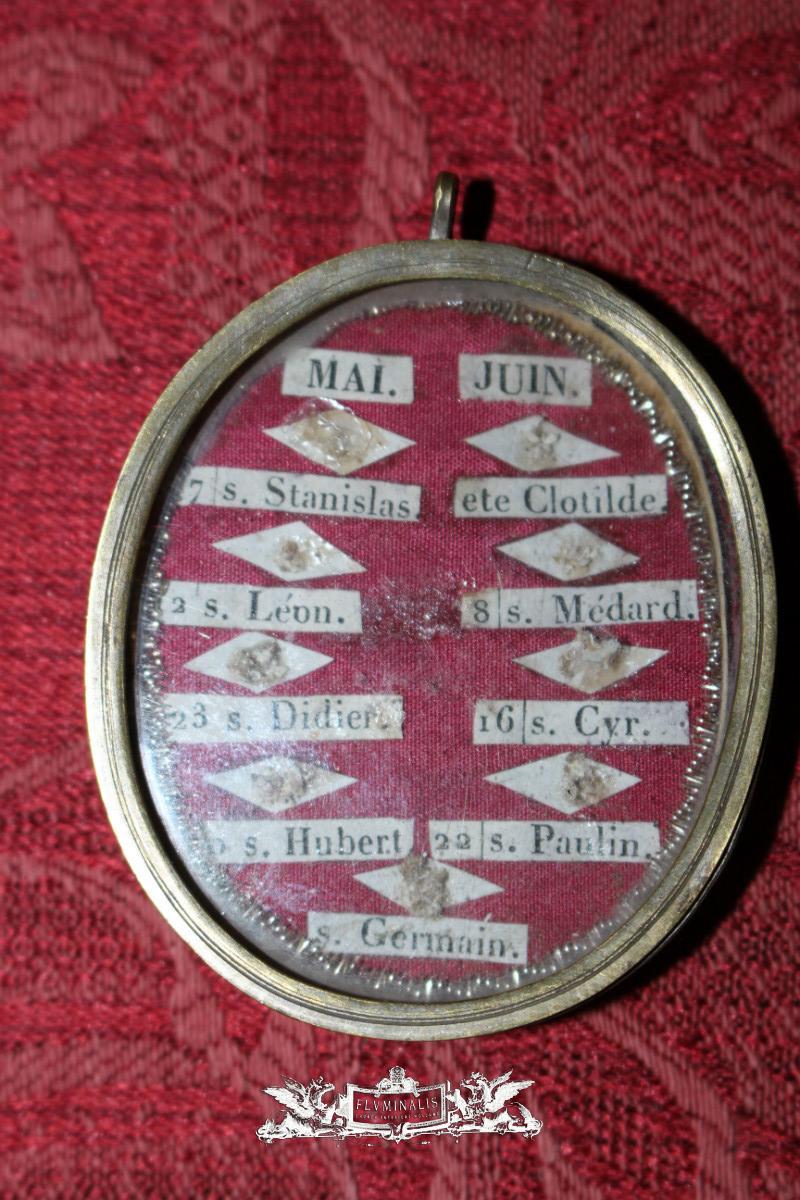 MAI. JUIN.
7 s. Stanislas. ete Clotilde.
2 s. Léon. 8 s. Médard.
23 s. Didier. 16 s. Cyr.
s. Hubert 22 s. Paulin.
s. Germain.
FLVMINALIS